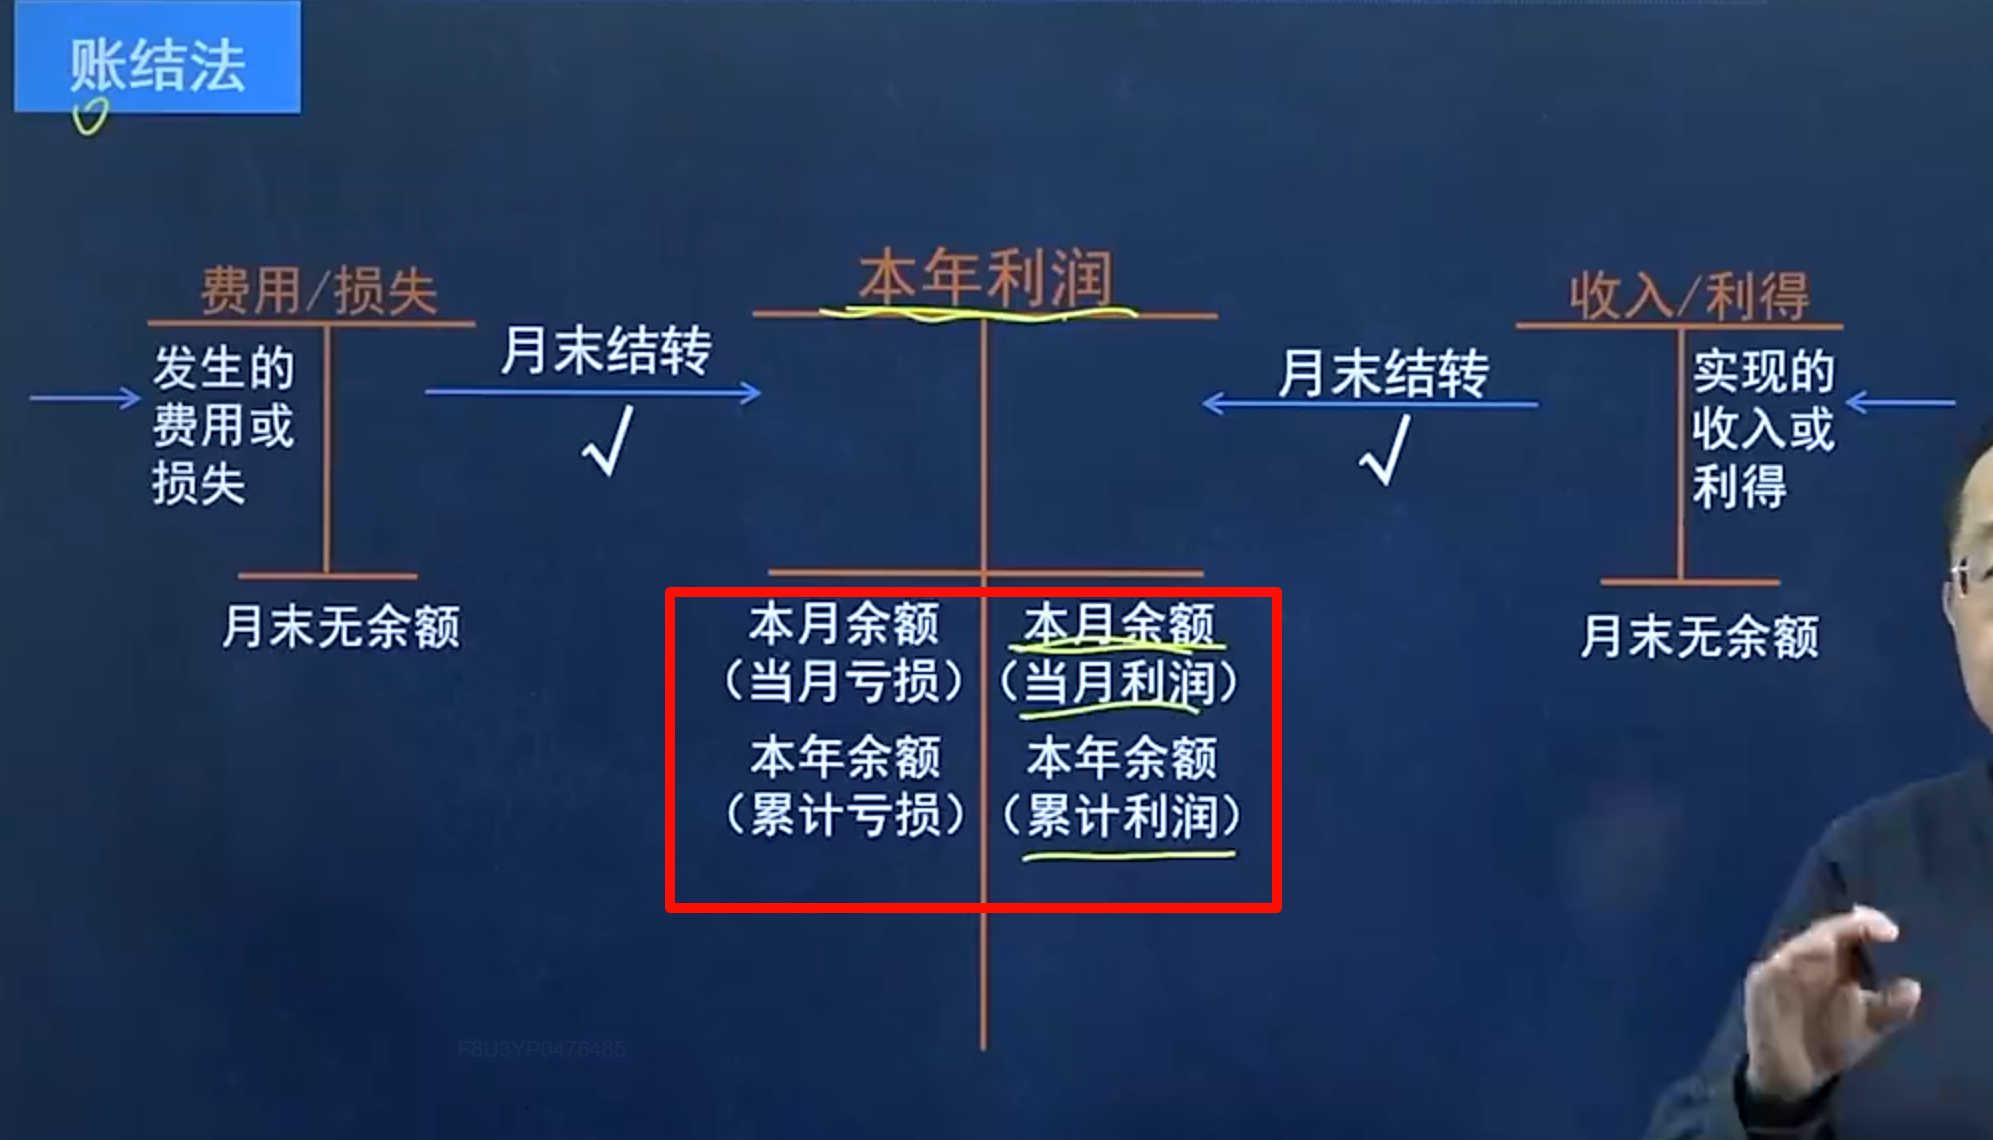 账结法
费用/损失
本年利润
收入/利得
发生的
费用或
损失
月末结转
月末结转
实现的
收入或
利得
√
√
月末无余额
本月余额
(当月亏损)
本年余额
(累计亏损)
本月余额
(当月利润)
本年余额
(累计利润)
月末无余额
F8U3YP0476485